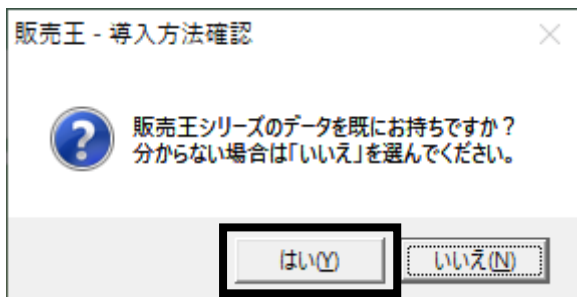 販売王 - 導入方法確認
販売王シリーズのデータを既にお持ちですか？
分からない場合は「いいえ」を選んでください。
はい(Y)
いいえ(N)